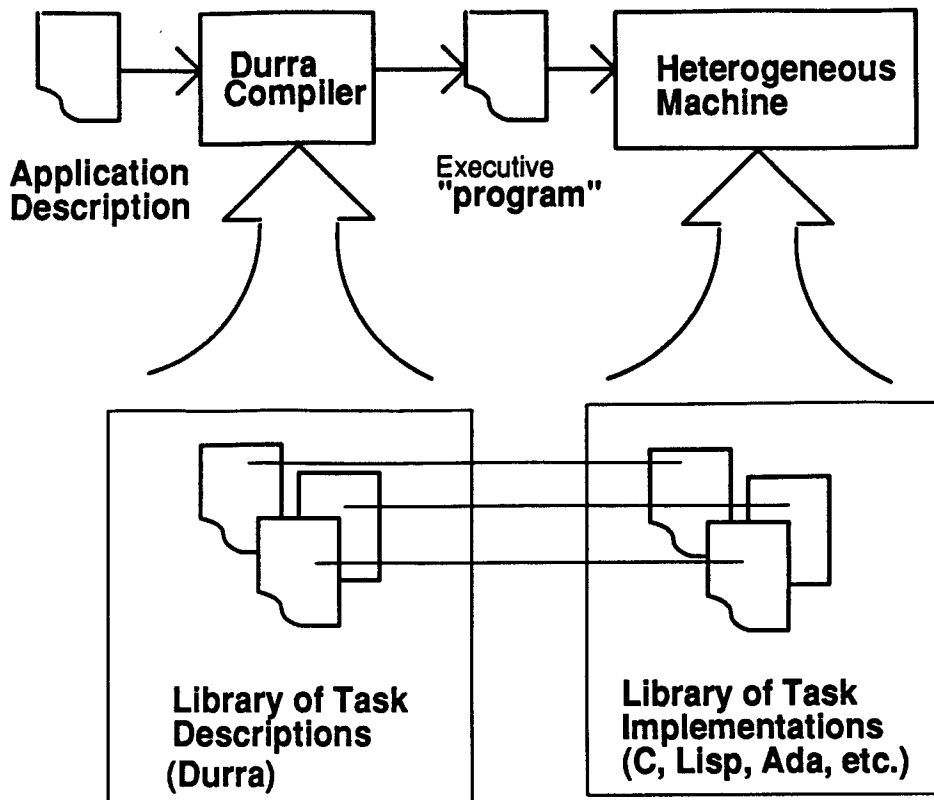 Durra
Compiler
Heterogeneous
Machine
Application
Description
Executive
"program"
Library of Task
Descriptions
(Durra)
Library of Task
Implementations
(C, Lisp, Ada, etc.)